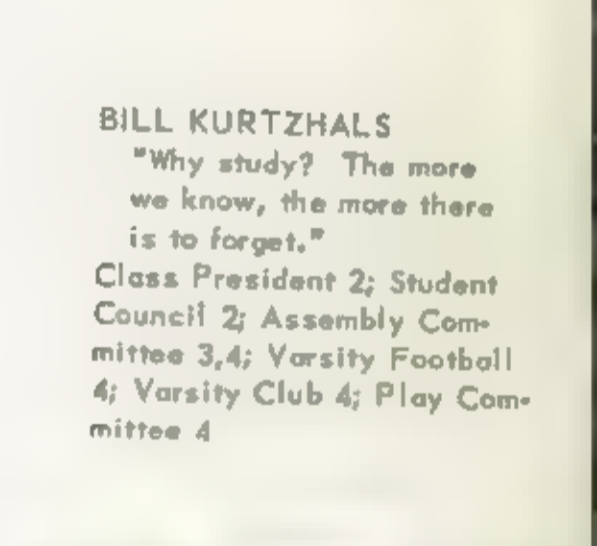 BILL KURTZHALS
"Why study? The more
we know, the more there
is to forget."
Class President 2; Student
Council 2; Assembly Com-
mittee 3,4; Varsity Football
4; Varsity Club 4; Play Com-
mittee 4